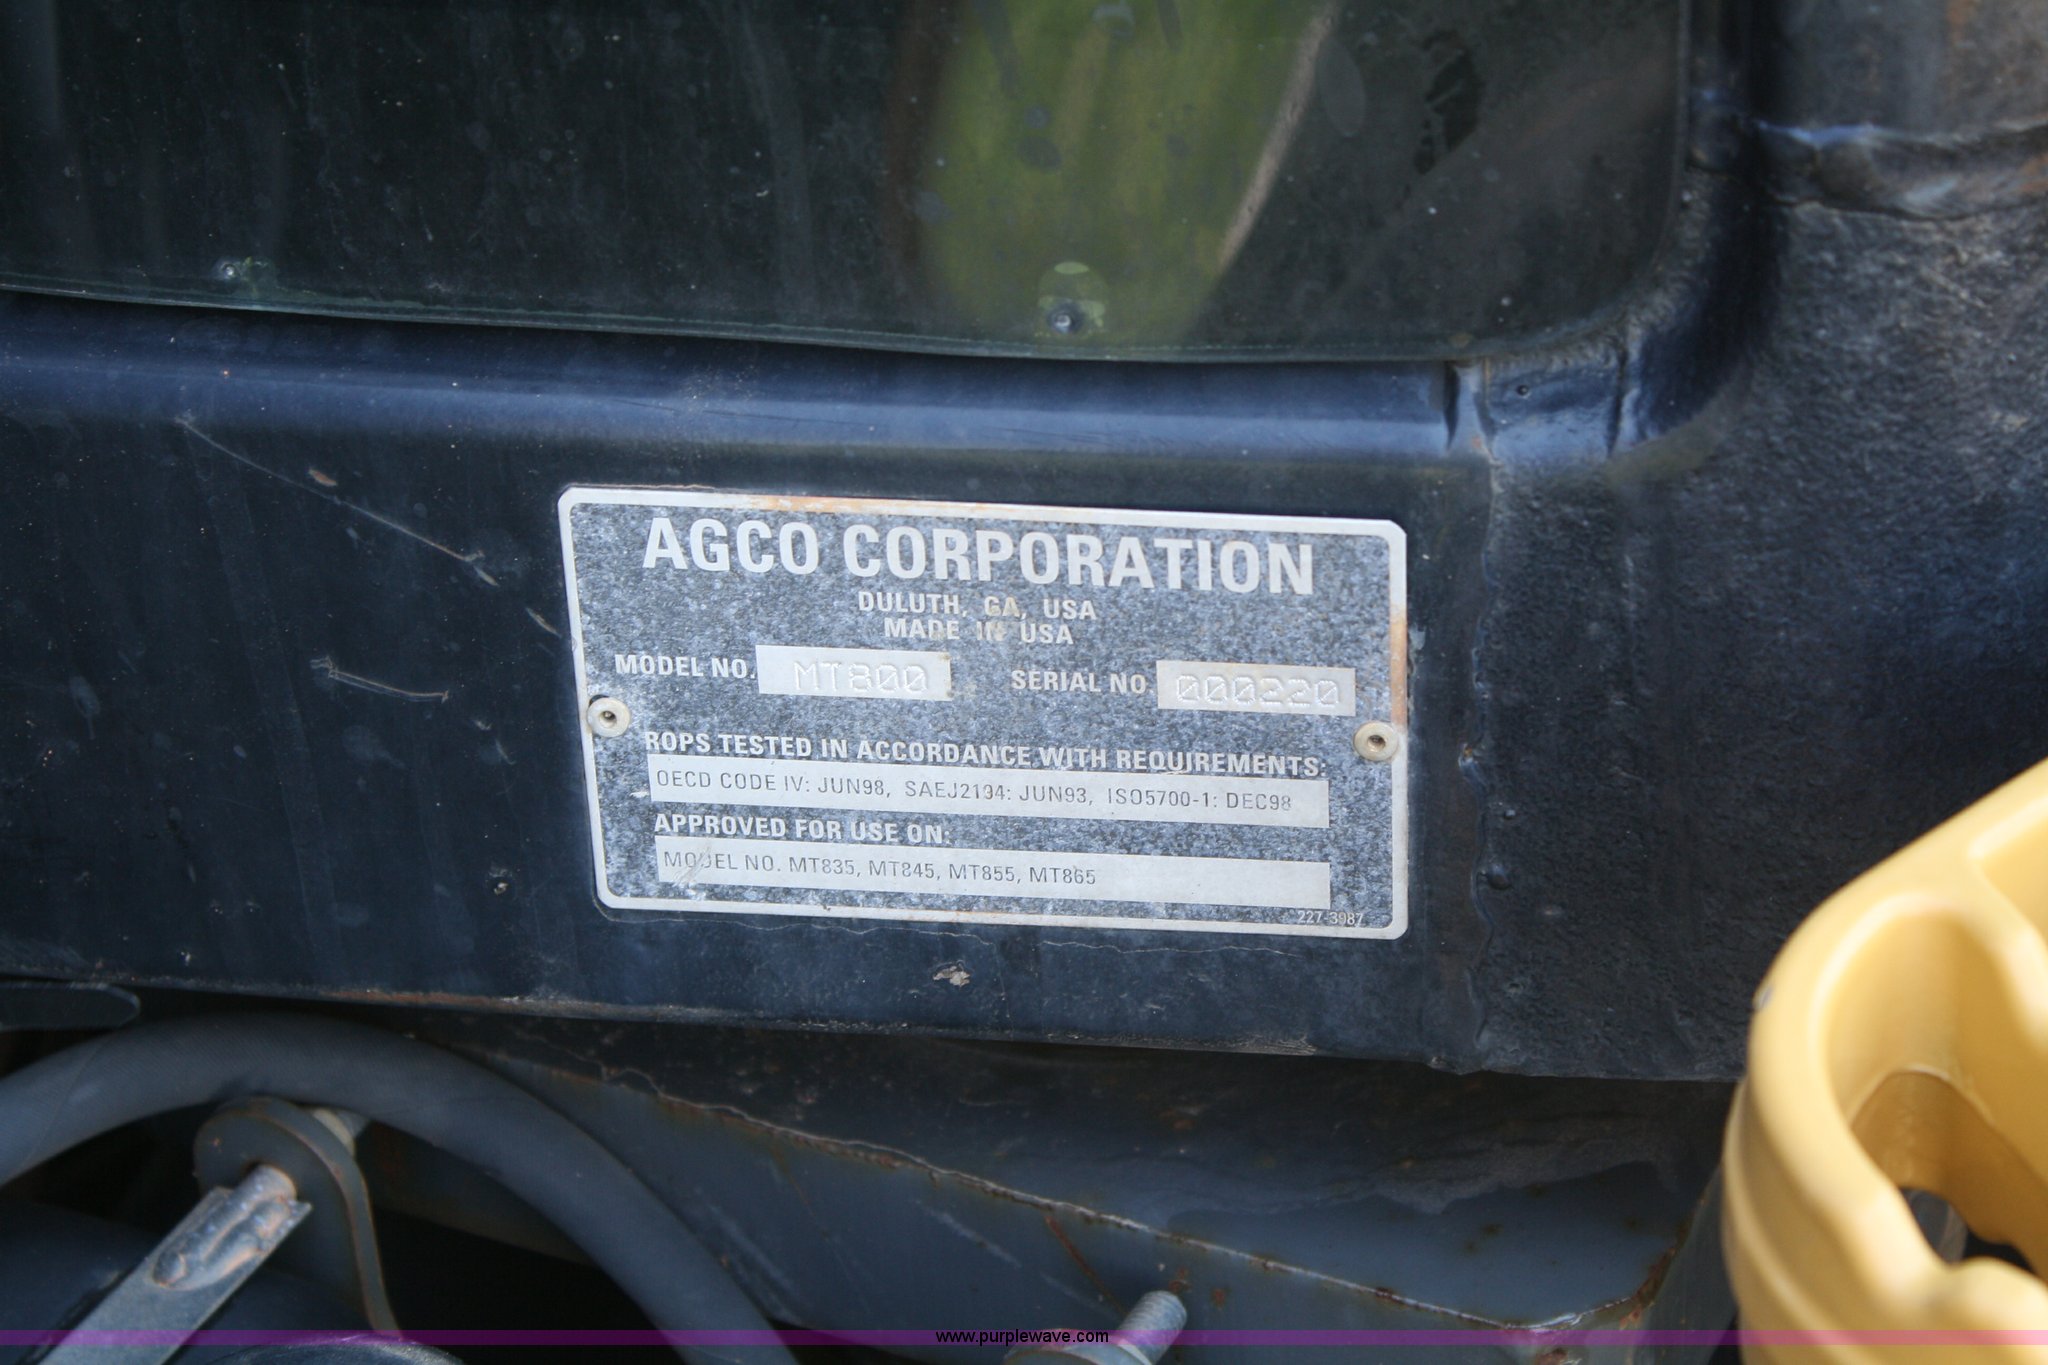 AGCO CORPORATION
DULUTH, GA, USA
MADE IN USA
MODEL NO. MT800 SERIAL NO. 000220
ROPS TESTED IN ACCORDANCE WITH REQUIREMENTS:
OECD CODE IV: JUN98, SAEJ2194: JUN93, ISO5700-1: DEC98
APPROVED FOR USE ON:
MODEL NO. MT835, MT845, MT855, MT865
227-3987
www.purplewave.com